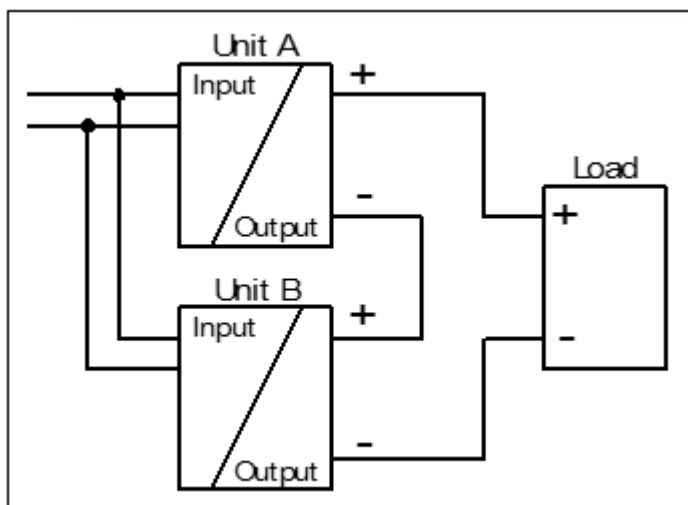 Unit A
Input
+
-
Output
Load
+
-
Unit B
Input
+
-
Output